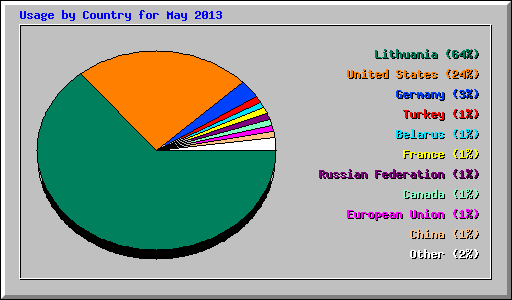 Usage by Country for May 2013
Lithuania (64%)
United States (24%)
Germany (3%)
Turkey (1%)
Belarus (1%)
France (1%)
Russian Federation (1%)
Canada (1%)
European Union (1%)
China (1%)
Other (2%)